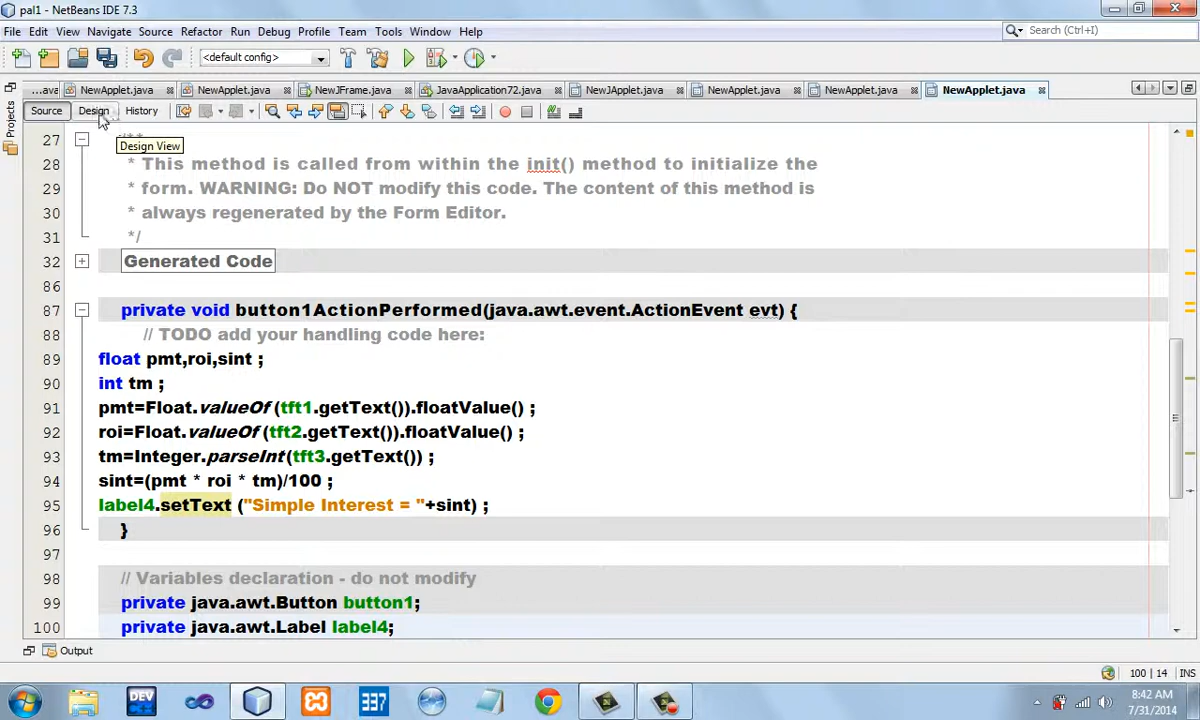 pal1 - NetBeans IDE 7.3
File Edit View Navigate Source Refactor Run Debug Profile Team Tools Window Help
Search (Ctrl+I)
<default config>
...ava NewApplet.java NewApplet.java NewJFrame.java JavaApplication72.java NewJApplet.java NewApplet.java NewApplet.java NewApplet.java
Source Design History
Projects
Design View
27 /**
28 * This method is called from within the init() method to initialize the
29 * form. WARNING: Do NOT modify this code. The content of this method is
30 * always regenerated by the Form Editor.
31 */
32 Generated Code
86
87 private void button1ActionPerformed(java.awt.event.ActionEvent evt) {
88 // TODO add your handling code here:
89 float pmt,roi,sint ;
90 int tm ;
91 pmt=Float.valueOf(tft1.getText()).floatValue() ;
92 roi=Float.valueOf(tft2.getText()).floatValue() ;
93 tm=Integer.parseInt(tft3.getText()) ;
94 sint=(pmt * roi * tm)/100 ;
95 label4.setText ("Simple Interest = "+sint) ;
96 }
97
98 // Variables declaration - do not modify
99 private java.awt.Button button1;
100 private java.awt.Label label4;
Output
100 | 14 INS
DEV
337
8:42 AM
7/31/2014